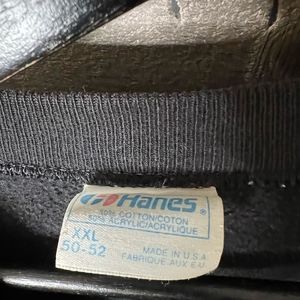 Hanes
50% COTTON/COTON
50% ACRYLIC/ACRYLIQUE
XXL
50-52
MADE IN U.S.A
FABRIQUE AUX E.U.